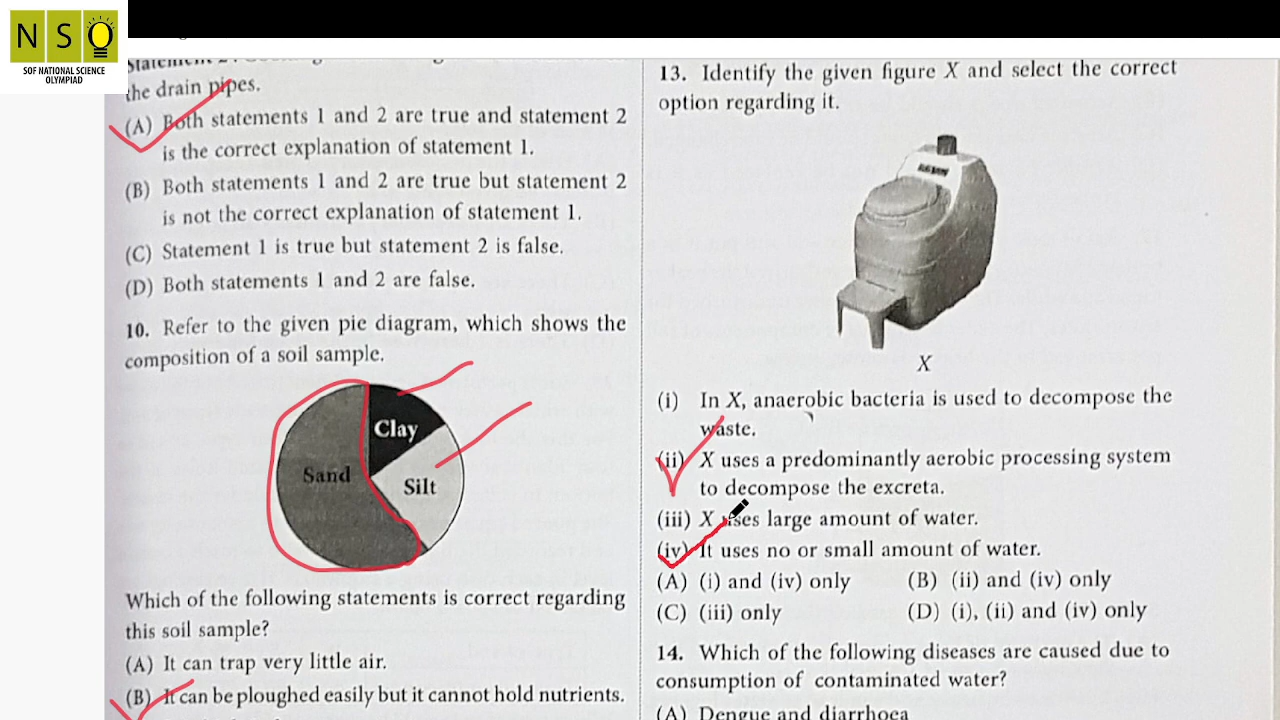 NSO
SOF NATIONAL SCIENCE
OLYMPIAD
the drain pipes.
(A) Both statements 1 and 2 are true and statement 2
is the correct explanation of statement 1.
(B) Both statements 1 and 2 are true but statement 2
is not the correct explanation of statement 1.
(C) Statement 1 is true but statement 2 is false.
(D) Both statements 1 and 2 are false.
10. Refer to the given pie diagram, which shows the
composition of a soil sample.
Clay
Sand
Silt
Which of the following statements is correct regarding
this soil sample?
(A) It can trap very little air.
(B) It can be ploughed easily but it cannot hold nutrients.
13. Identify the given figure X and select the correct
option regarding it.
X
(i) In X, anaerobic bacteria is used to decompose the
waste.
(ii) X uses a predominantly aerobic processing system
to decompose the excreta.
(iii) X uses large amount of water.
(iv) It uses no or small amount of water.
(A) (i) and (iv) only (B) (ii) and (iv) only
(C) (iii) only (D) (i), (ii) and (iv) only
14. Which of the following diseases are caused due to
consumption of contaminated water?
(A) Dengue and diarrhoea